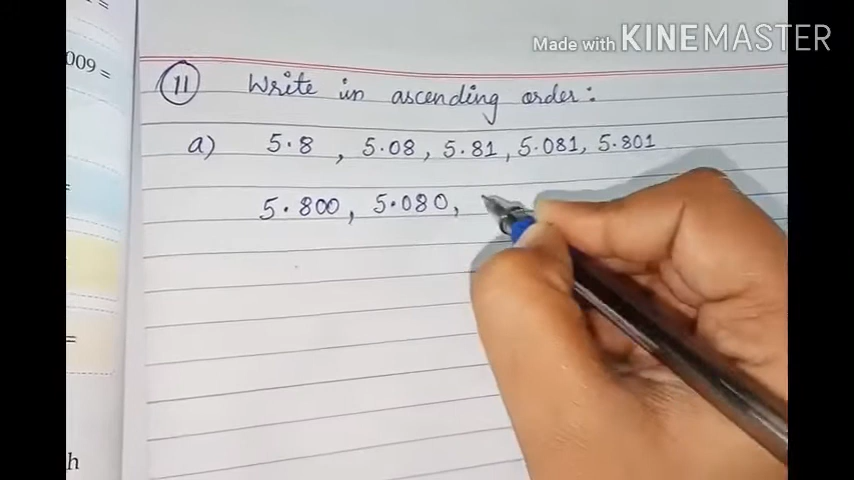 Made with KINEMASTER
009 =
=
11 Write in ascending order :
a) 5.8 , 5.08 , 5.81 , 5.081 , 5.801
5.800 , 5.080 ,
=
h